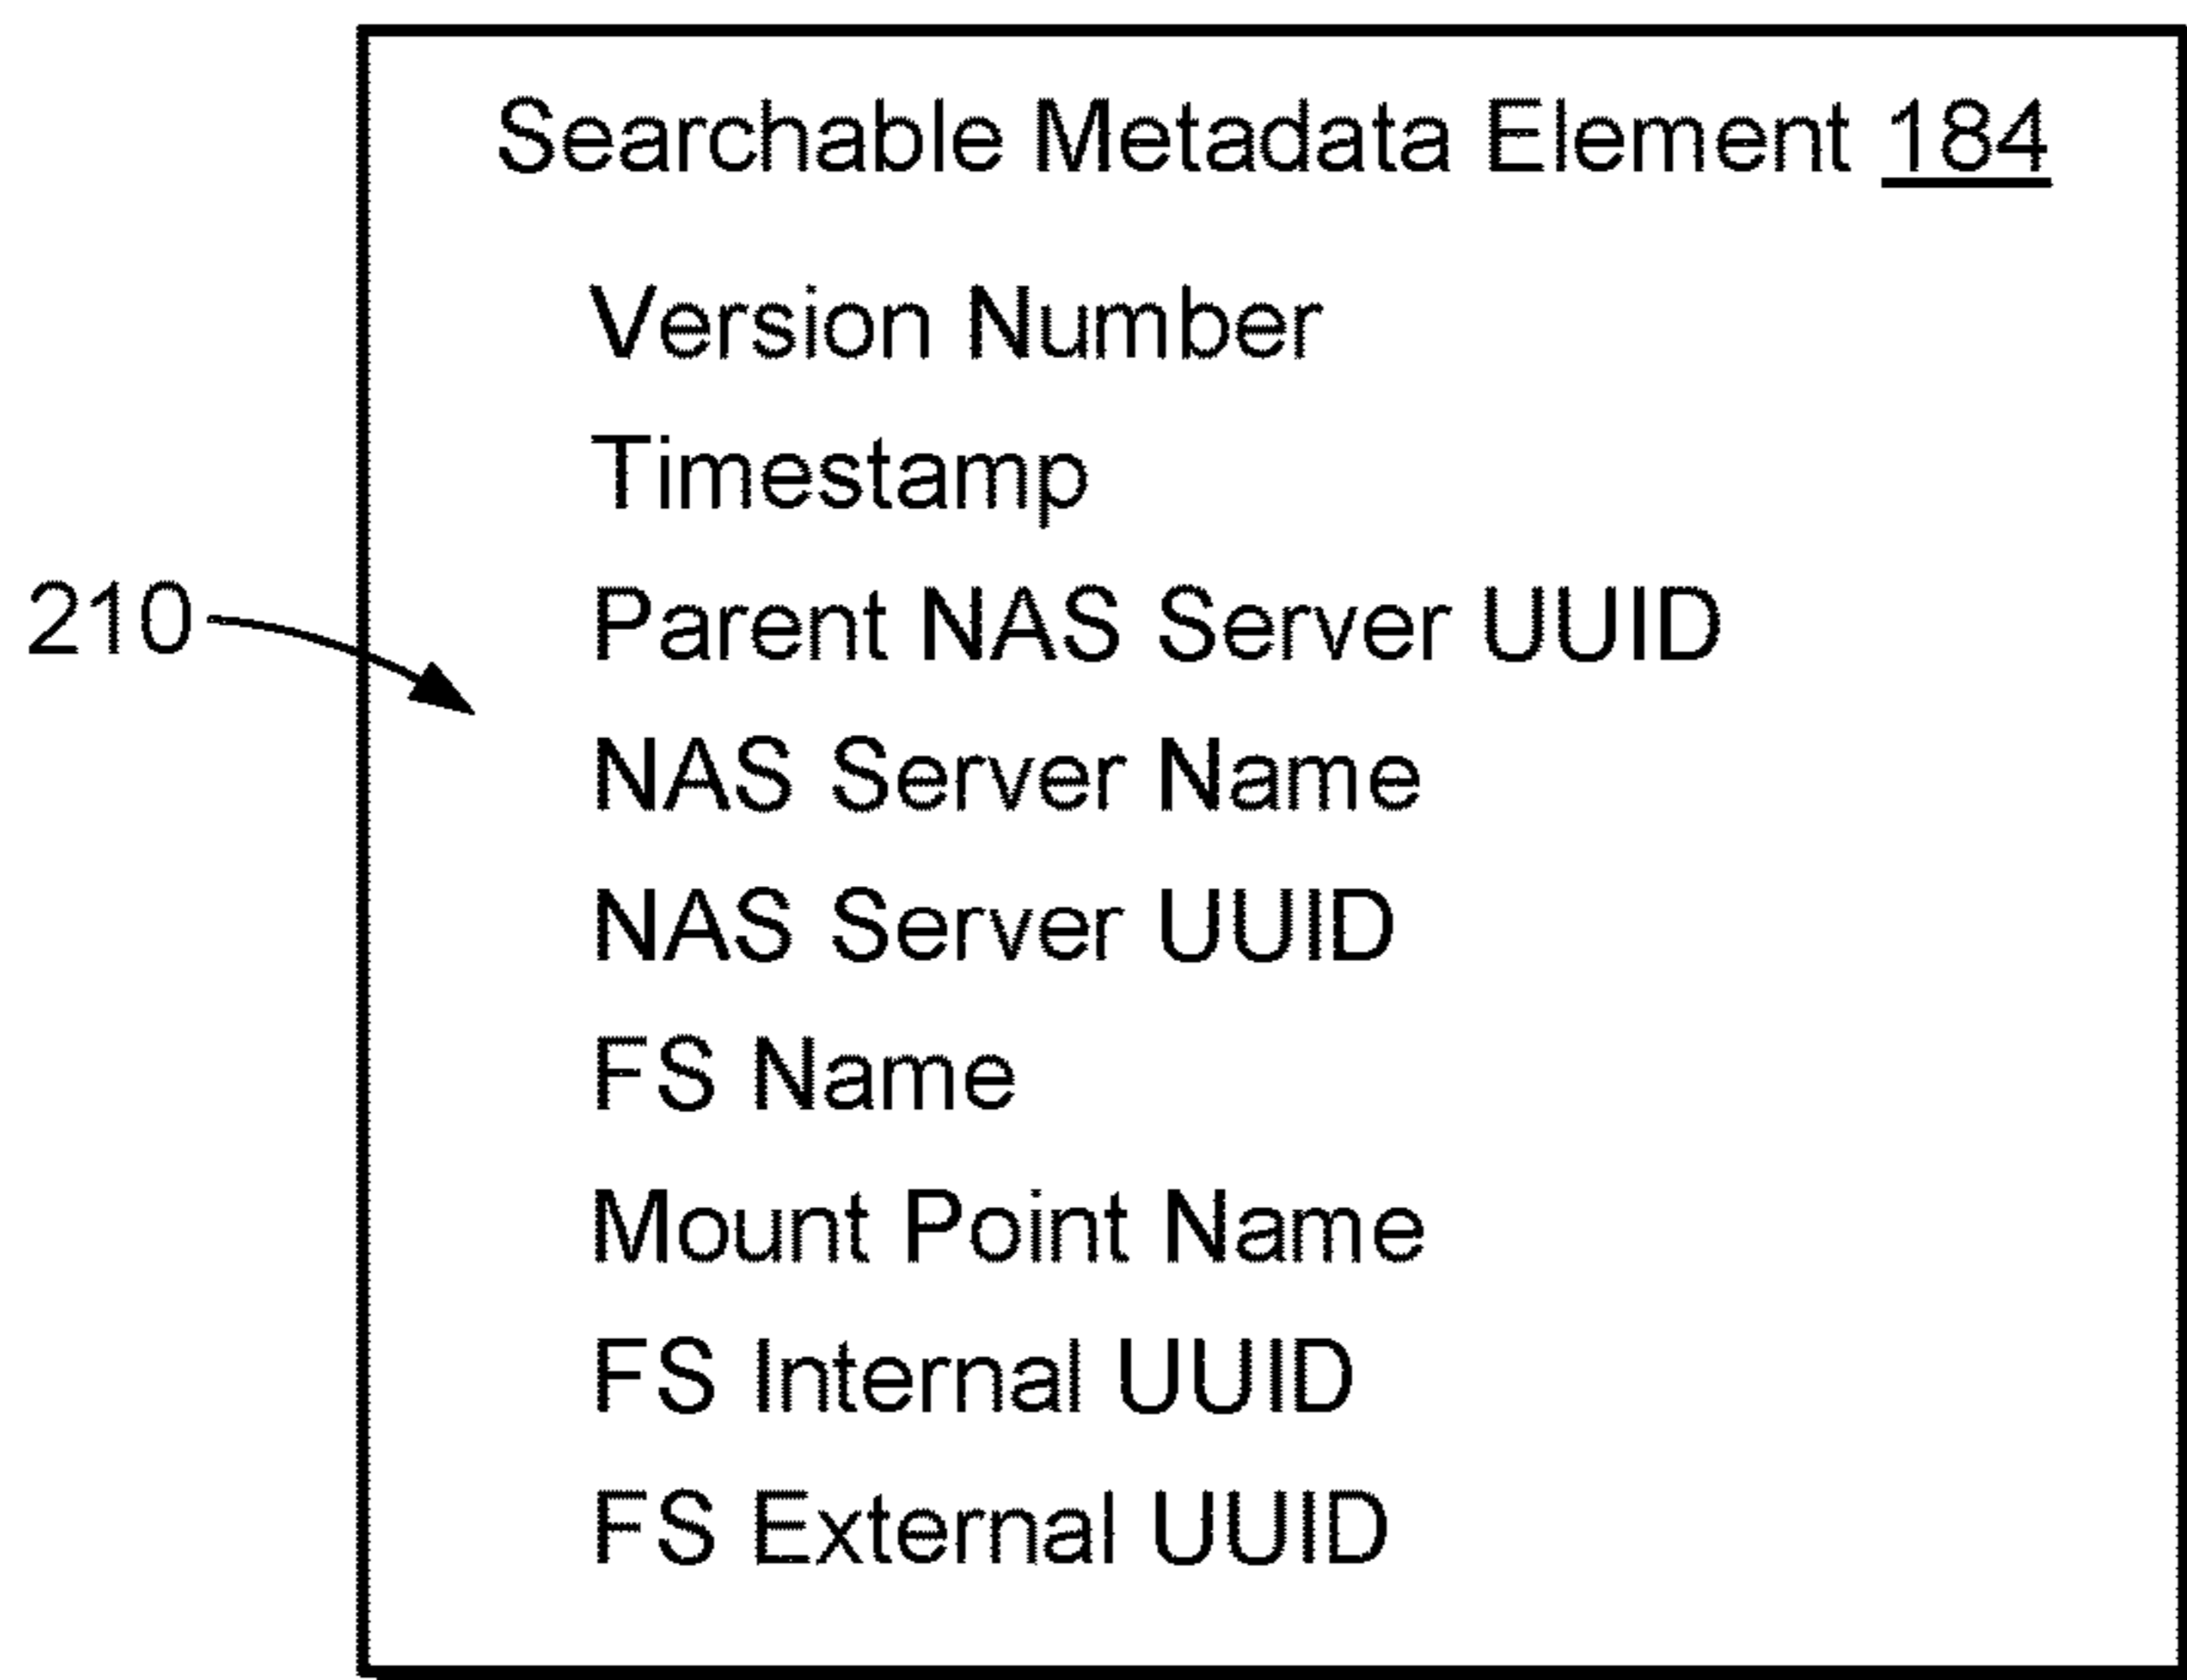 Searchable Metadata Element 184
Version Number
Timestamp
Parent NAS Server UUID
210
NAS Server Name
NAS Server UUID
FS Name
Mount Point Name
FS Internal UUID
FS External UUID